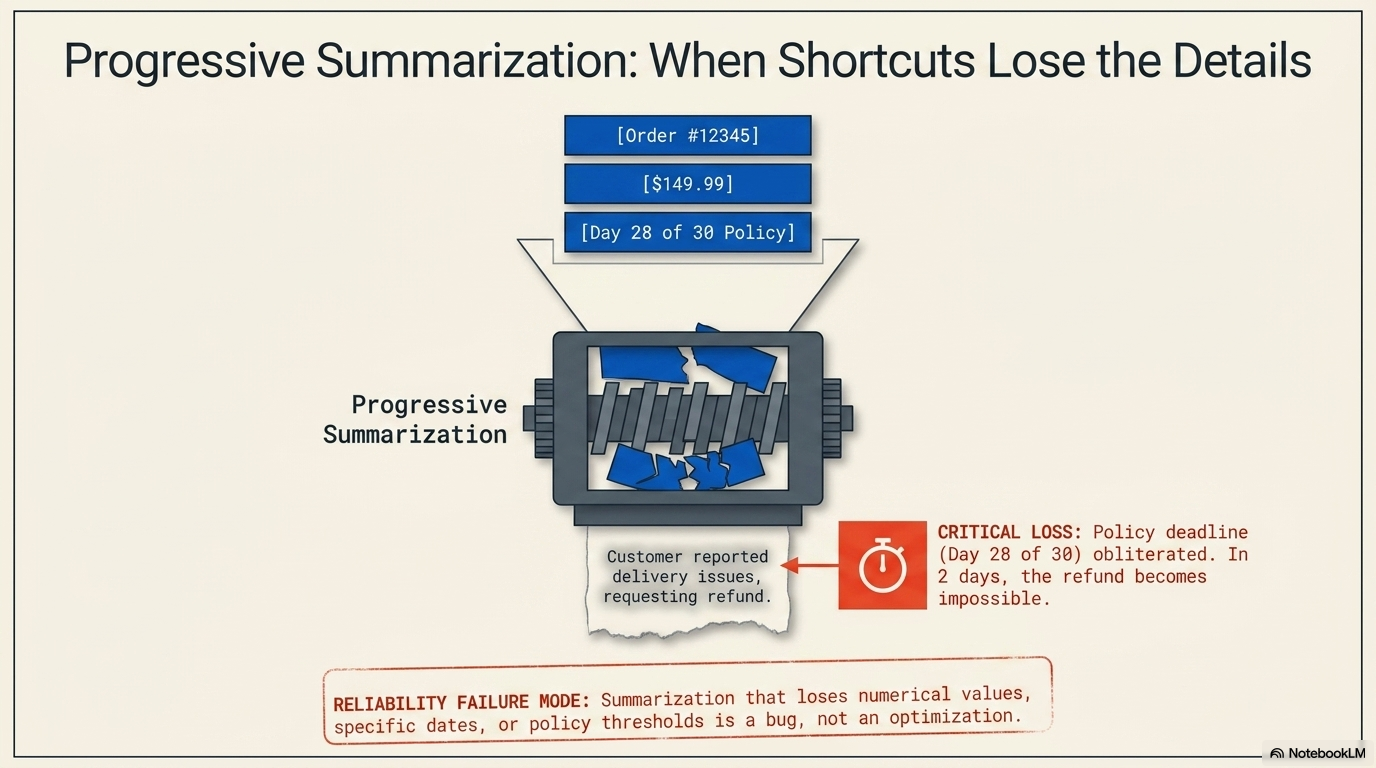 Progressive Summarization: When Shortcuts Lose the Details
[Order #12345]
[$149.99]
[Day 28 of 30 Policy]
Progressive
Summarization
Customer reported
delivery issues,
requesting refund.
CRITICAL LOSS: Policy deadline
(Day 28 of 30) obliterated. In
2 days, the refund becomes
impossible.
RELIABILITY FAILURE MODE: Summarization that loses numerical values,
specific dates, or policy thresholds is a bug, not an optimization.
NotebookLM